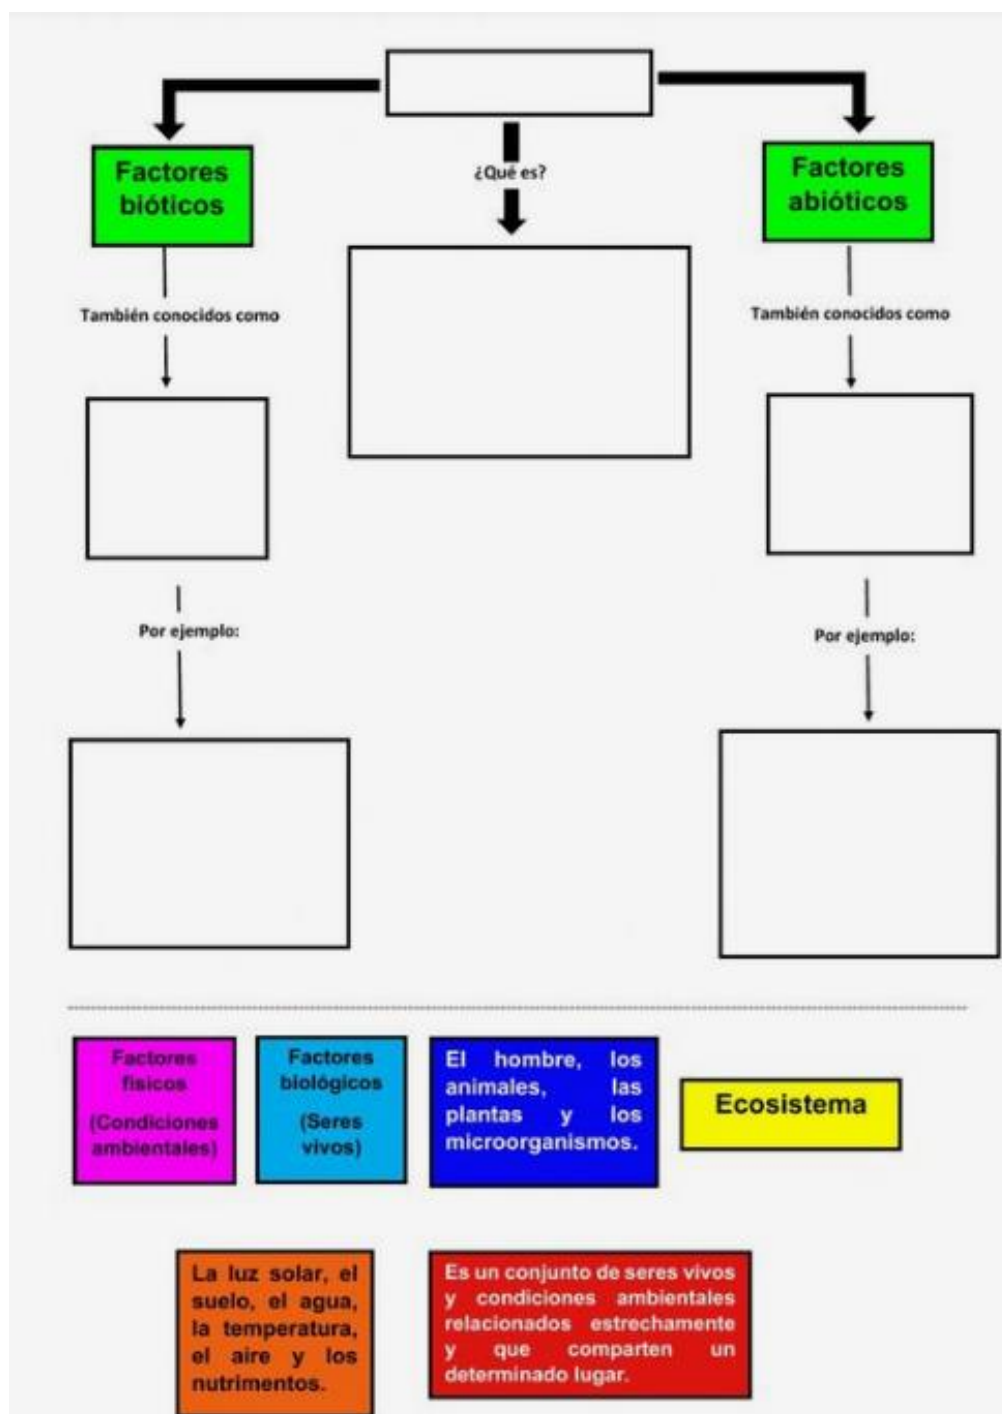 Factores
bióticos
¿Qué es?
Factores
abióticos
También conocidos como
También conocidos como
Por ejemplo:
Por ejemplo:
Factores
físicos
(Condiciones
ambientales)
Factores
biológicos
(Seres
vivos)
El hombre, los
animales, las
plantas y los
microorganismos.
Ecosistema
La luz solar, el
suelo, el agua,
la temperatura,
el aire y los
nutrimentos.
Es un conjunto de seres vivos
y condiciones ambientales
relacionados estrechamente
y que comparten un
determinado lugar.